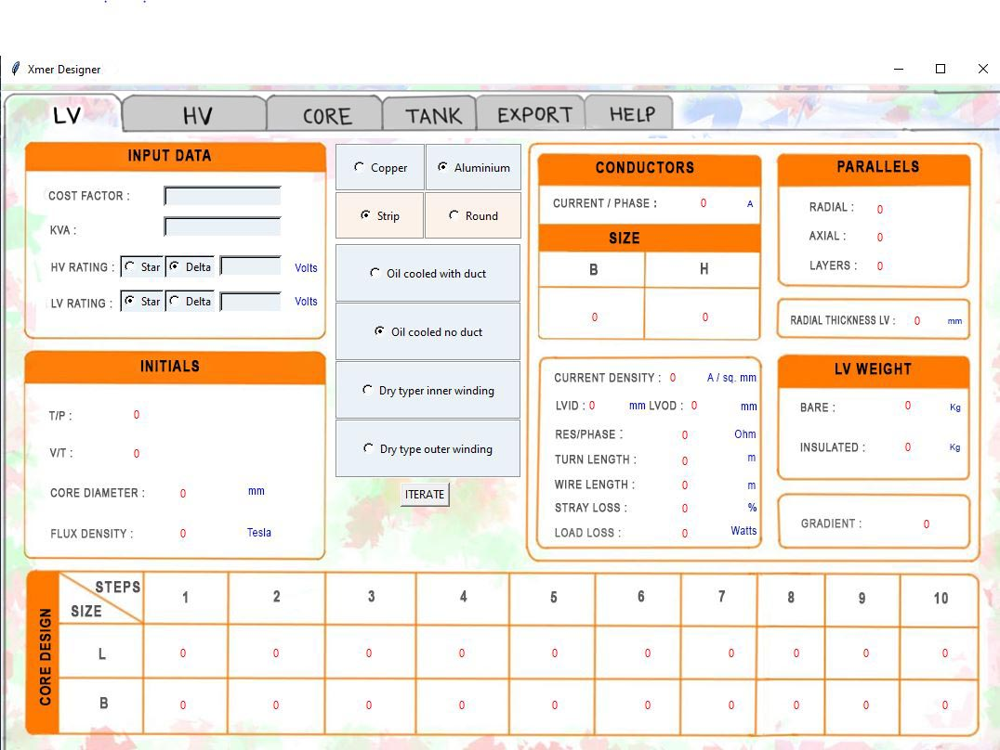 Xmer Designer
LV HV CORE TANK EXPORT HELP
INPUT DATA
COST FACTOR :
KVA :
HV RATING : Star Delta Volts
LV RATING : Star Delta Volts
INITIALS
T/P : 0
V/T : 0
CORE DIAMETER : 0 mm
FLUX DENSITY : 0 Tesla
Copper Aluminium
Strip Round
Oil cooled with duct
Oil cooled no duct
Dry typer inner winding
Dry type outer winding
ITERATE
CONDUCTORS
CURRENT / PHASE : 0 A
SIZE
B H
0 0
CURRENT DENSITY : 0 A / sq. mm
LVID : 0 mm LVOD : 0 mm
RES/PHASE : 0 Ohm
TURN LENGTH : 0 m
WIRE LENGTH : 0 m
STRAY LOSS : 0 %
LOAD LOSS : 0 Watts
PARALLELS
RADIAL : 0
AXIAL : 0
LAYERS : 0
RADIAL THICKNESS LV : 0 mm
LV WEIGHT
BARE : 0 Kg
INSULATED : 0 Kg
GRADIENT : 0
CORE DESIGN
STEPS 1 2 3 4 5 6 7 8 9 10
SIZE
L 0 0 0 0 0 0 0 0 0 0
B 0 0 0 0 0 0 0 0 0 0